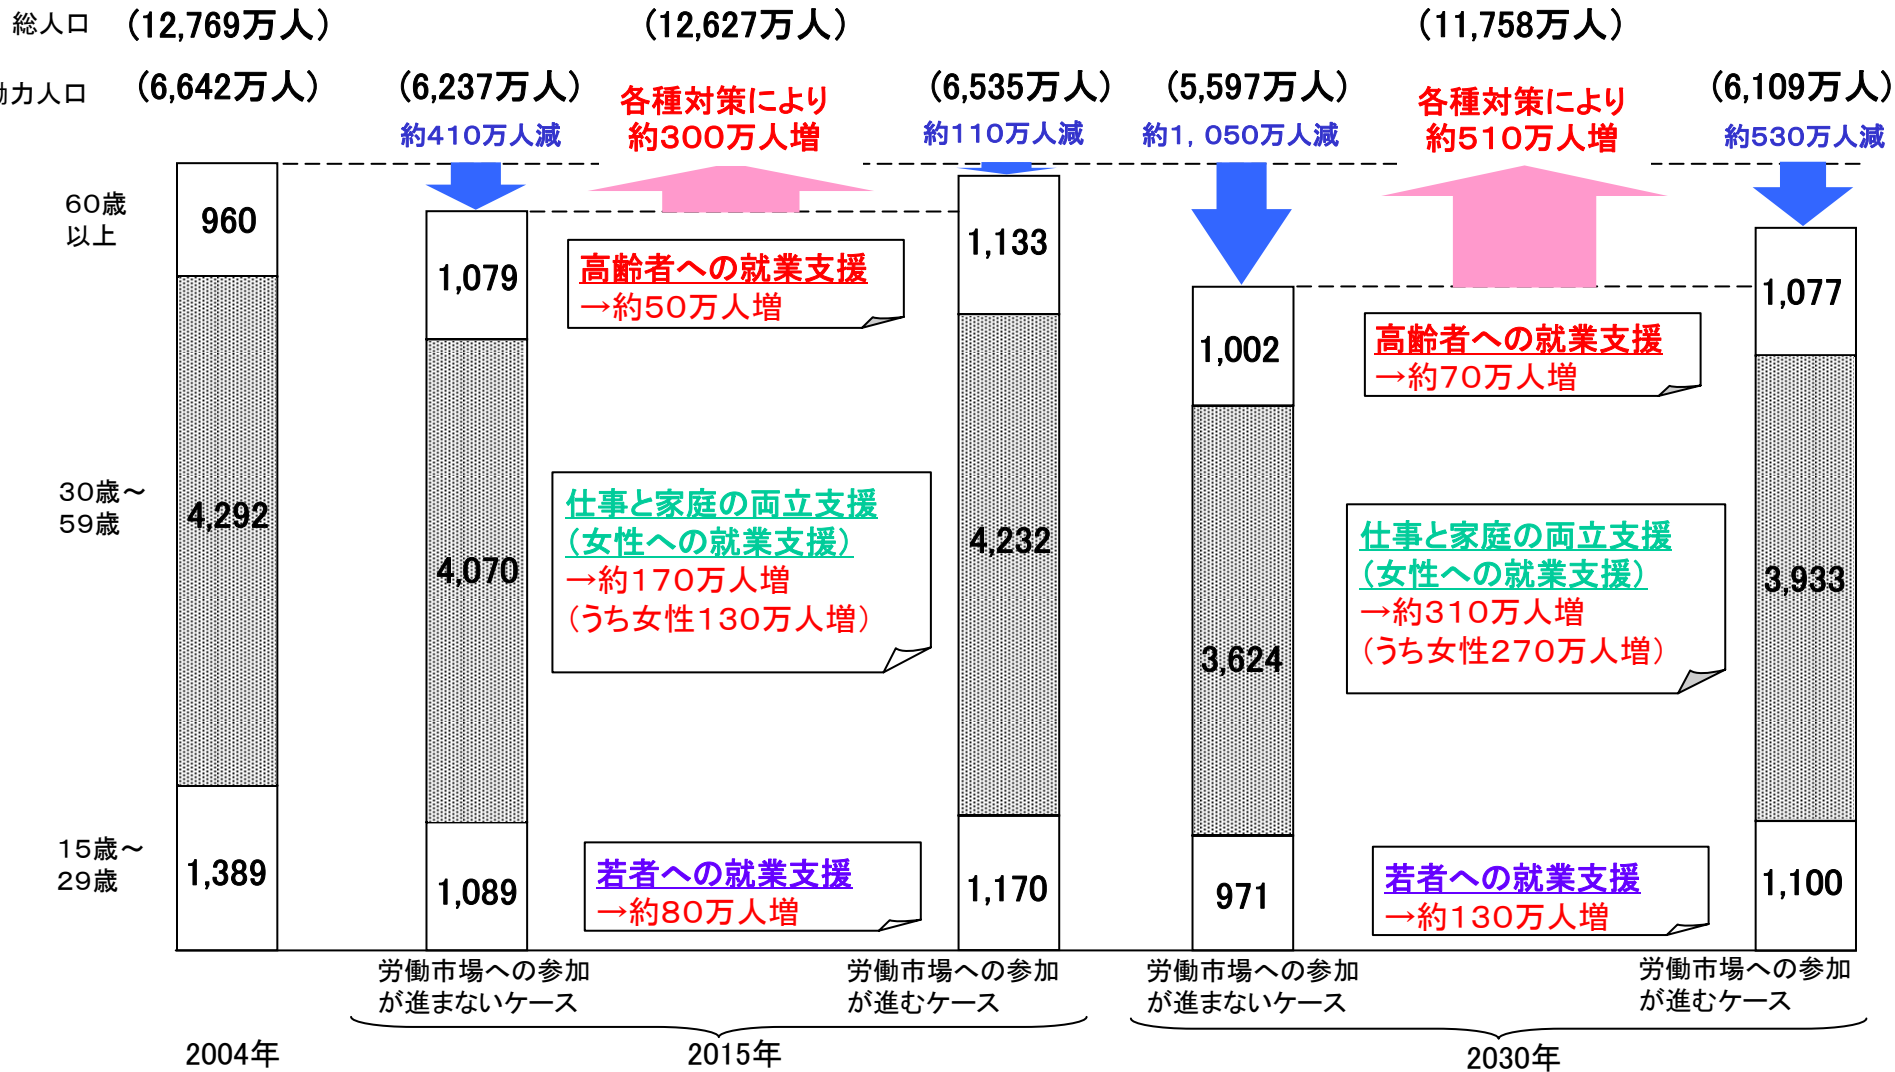 総人口 （12,769万人） （12,627万人） （11,758万人）
力人口 （6,642万人） （6,237万人） （6,535万人） （5,597万人） （6,109万人）
各種対策により
約300万人増
各種対策により
約510万人増
約410万人減 約110万人減 約1，050万人減 約530万人減
60歳
以上
30歳～
59歳
15歳～
29歳
960
4,292
1,389
1,079
4,070
1,089
高齢者への就業支援
→約50万人増
仕事と家庭の両立支援
（女性への就業支援）
→約170万人増
（うち女性130万人増）
若者への就業支援
→約80万人増
1,133
4,232
1,170
1,002
3,624
971
高齢者への就業支援
→約70万人増
仕事と家庭の両立支援
（女性への就業支援）
→約310万人増
（うち女性270万人増）
若者への就業支援
→約130万人増
1,077
3,933
1,100
労働市場への参加
が進まないケース
労働市場への参加
が進むケース
労働市場への参加
が進まないケース
労働市場への参加
が進むケース
2004年 2015年 2030年